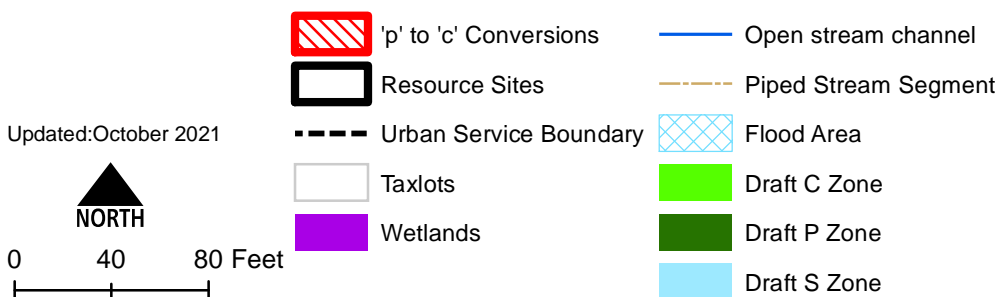 Updated:October 2021
NORTH
0 40 80 Feet
'p' to 'c' Conversions
Resource Sites
Urban Service Boundary
Taxlots
Wetlands
Open stream channel
Piped Stream Segment
Flood Area
Draft C Zone
Draft P Zone
Draft S Zone